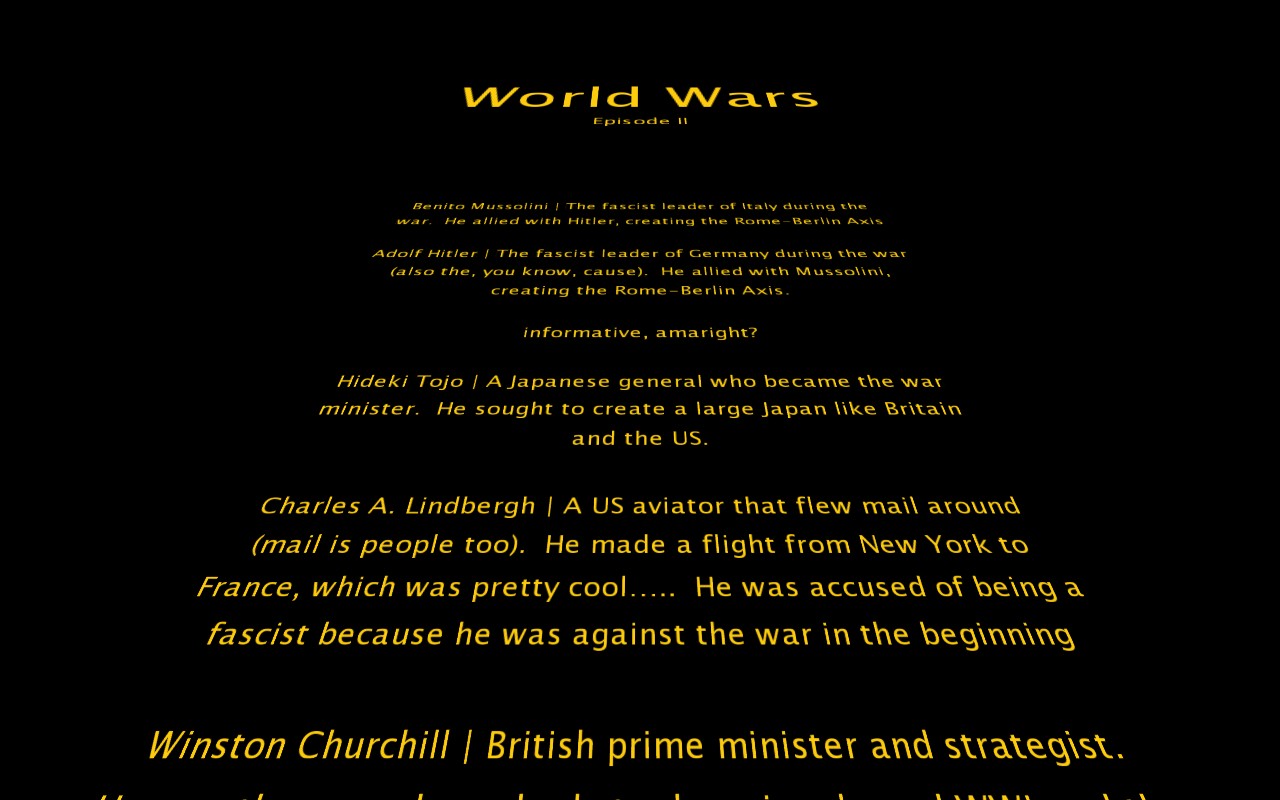 World Wars
Episode II
Benito Mussolini | The fascist leader of Italy during the
war.  He allied with Hitler, creating the Rome-Berlin Axis
Adolf Hitler | The fascist leader of Germany during the war
(also the, you know, cause).  He allied with Mussolini,
creating the Rome-Berlin Axis.
informative, amaright?
Hideki Tojo | A Japanese general who became the war
minister.  He sought to create a large Japan like Britain
and the US.
Charles A. Lindbergh | A US aviator that flew mail around
(mail is people too).  He made a flight from New York to
France, which was pretty cool.....  He was accused of being a
fascist because he was against the war in the beginning
Winston Churchill | British prime minister and strategist.